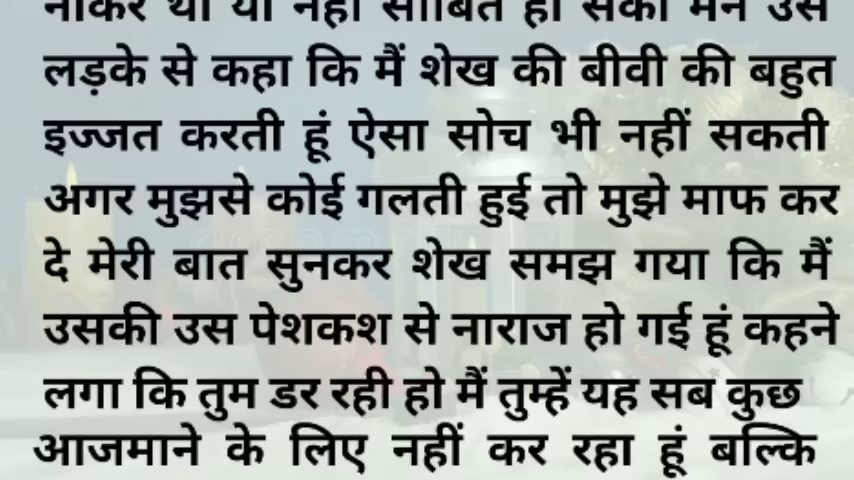 नौकर था या नहीं साबित हो सका मैंने उस
लड़के से कहा कि मैं शेख की बीवी की बहुत
इज्जत करती हूं ऐसा सोच भी नहीं सकती
अगर मुझसे कोई गलती हुई तो मुझे माफ कर
दे मेरी बात सुनकर शेख समझ गया कि मैं
उसकी उस पेशकश से नाराज हो गई हूं कहने
लगा कि तुम डर रही हो मैं तुम्हें यह सब कुछ
आजमाने के लिए नहीं कर रहा हूं बल्कि